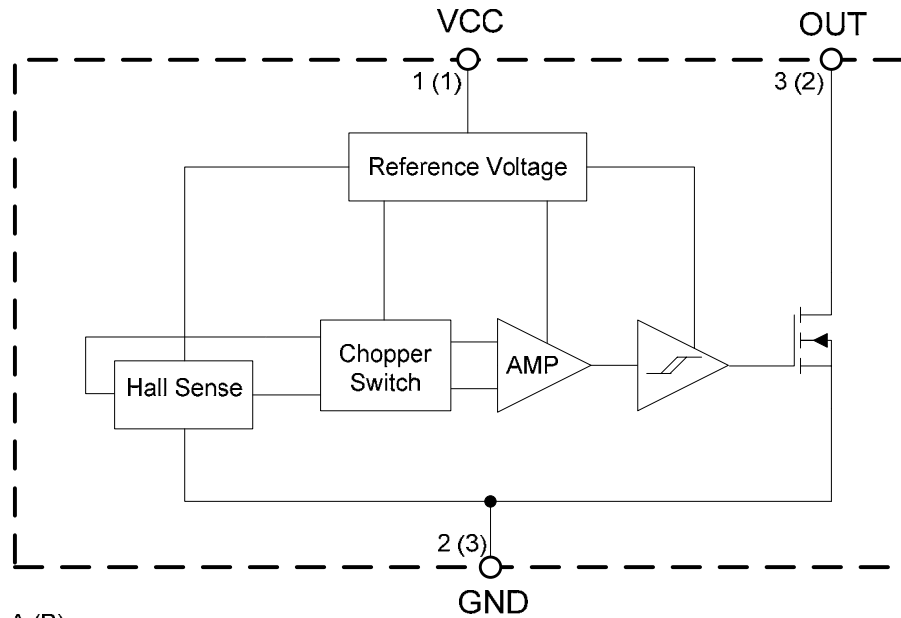 VCC
OUT
1 (1)
3 (2)
Reference Voltage
Chopper
Switch
AMP
Hall Sense
2 (3)
GND